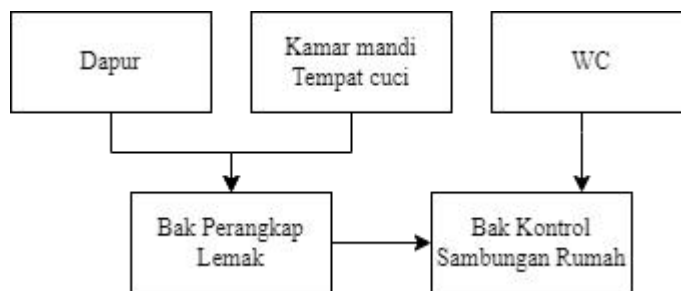 Dapur
Kamar mandi
Tempat cuci
WC
Bak Perangkap
Lemak
Bak Kontrol
Sambungan Rumah